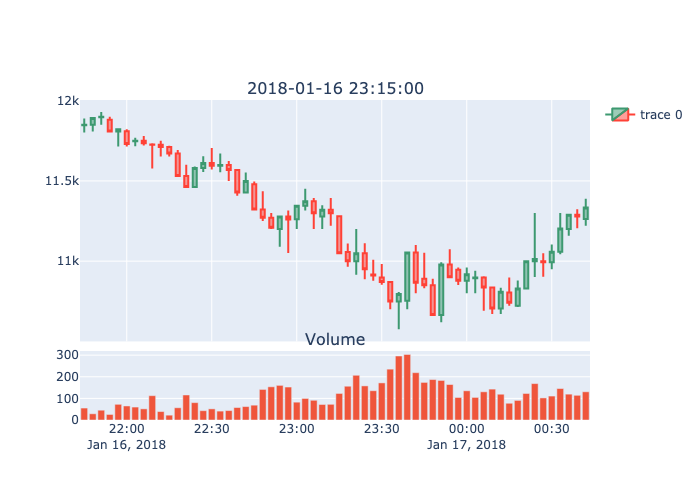 2018-01-16 23:15:00
12k
11.5k
11k
trace 0
Volume
300
200
100
0
22:00 22:30 23:00 23:30 00:00 00:30
Jan 16, 2018 Jan 17, 2018